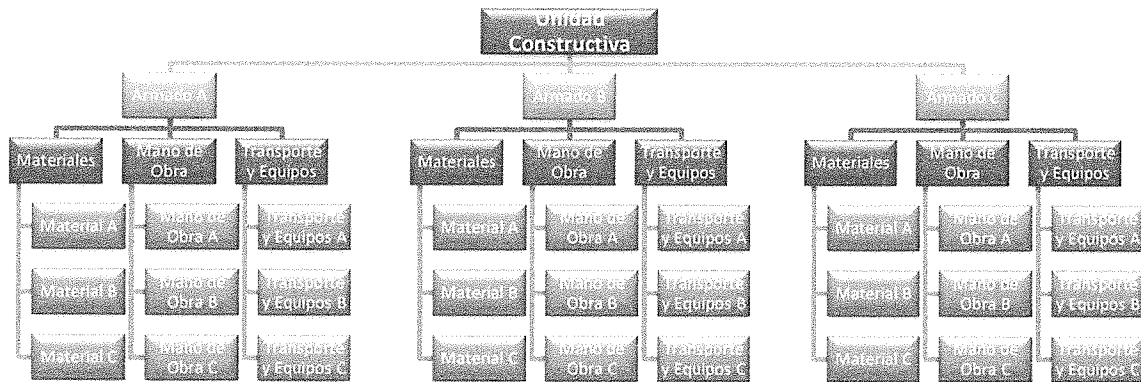 Unidad
Constructiva
Armado A
Armado B
Armado C
Materiales
Mano de
Obra
Transporte
y Equipos
Materiales
Mano de
Obra
Transporte
y Equipos
Materiales
Mano de
Obra
Transporte
y Equipos
Material A
Mano de
Obra A
Transporte
y Equipos A
Material A
Mano de
Obra A
Transporte
y Equipos A
Material A
Mano de
Obra A
Transporte
y Equipos A
Material B
Mano de
Obra B
Transporte
y Equipos B
Material B
Mano de
Obra B
Transporte
y Equipos B
Material B
Mano de
Obra B
Transporte
y Equipos B
Material C
Mano de
Obra C
Transporte
y Equipos C
Material C
Mano de
Obra C
Transporte
y Equipos C
Material C
Mano de
Obra C
Transporte
y Equipos C